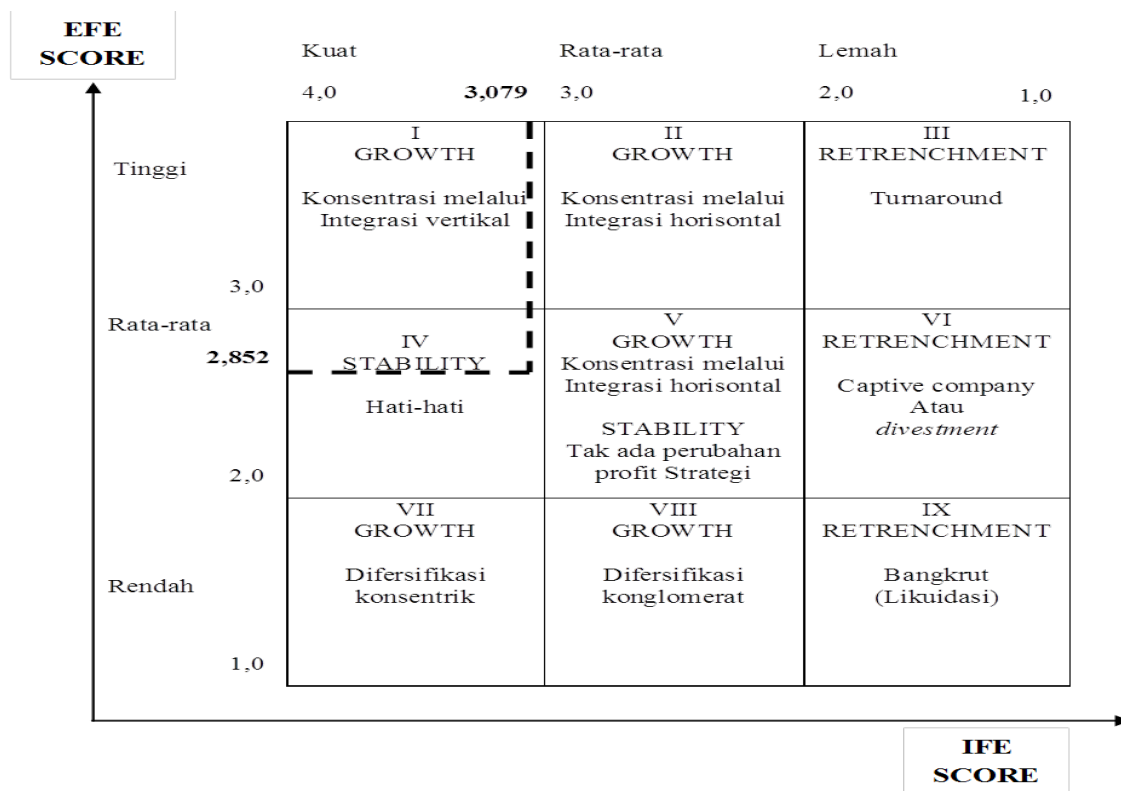 EFE
SCORE
Kuat
Rata-rata
Lemah
4,0
3,079
3,0
2,0
1,0
Tinggi
I
GROWTH
Konsentrasi melalui
Integrasi vertikal
II
GROWTH
Konsentrasi melalui
Integrasi horisontal
III
RETRENCHMENT
Turnaround
3,0
Rata-rata
2,852
IV
STABILITY
Hati-hati
V
GROWTH
Konsentrasi melalui
Integrasi horisontal
STABILITY
Tak ada perubahan
profit Strategi
VI
RETRENCHMENT
Captive company
Atau
divestment
2,0
Rendah
VII
GROWTH
Difersifikasi
konsentrik
VIII
GROWTH
Difersifikasi
konglomerat
IX
RETRENCHMENT
Bangkrut
(Likuidasi)
1,0
IFE
SCORE